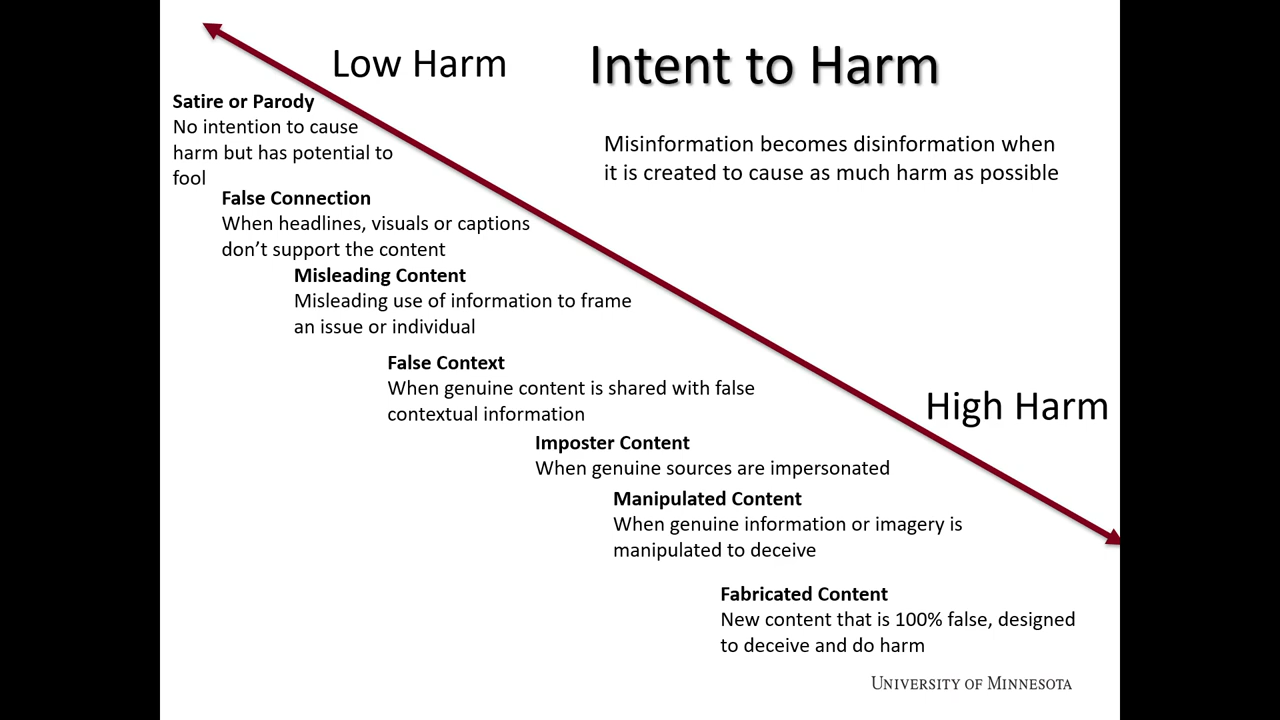 Low Harm
Intent to Harm
Satire or Parody
No intention to cause
harm but has potential to
fool
Misinformation becomes disinformation when
it is created to cause as much harm as possible
False Connection
When headlines, visuals or captions
don’t support the content
Misleading Content
Misleading use of information to frame
an issue or individual
False Context
When genuine content is shared with false
contextual information
High Harm
Imposter Content
When genuine sources are impersonated
Manipulated Content
When genuine information or imagery is
manipulated to deceive
Fabricated Content
New content that is 100% false, designed
to deceive and do harm
UNIVERSITY OF MINNESOTA